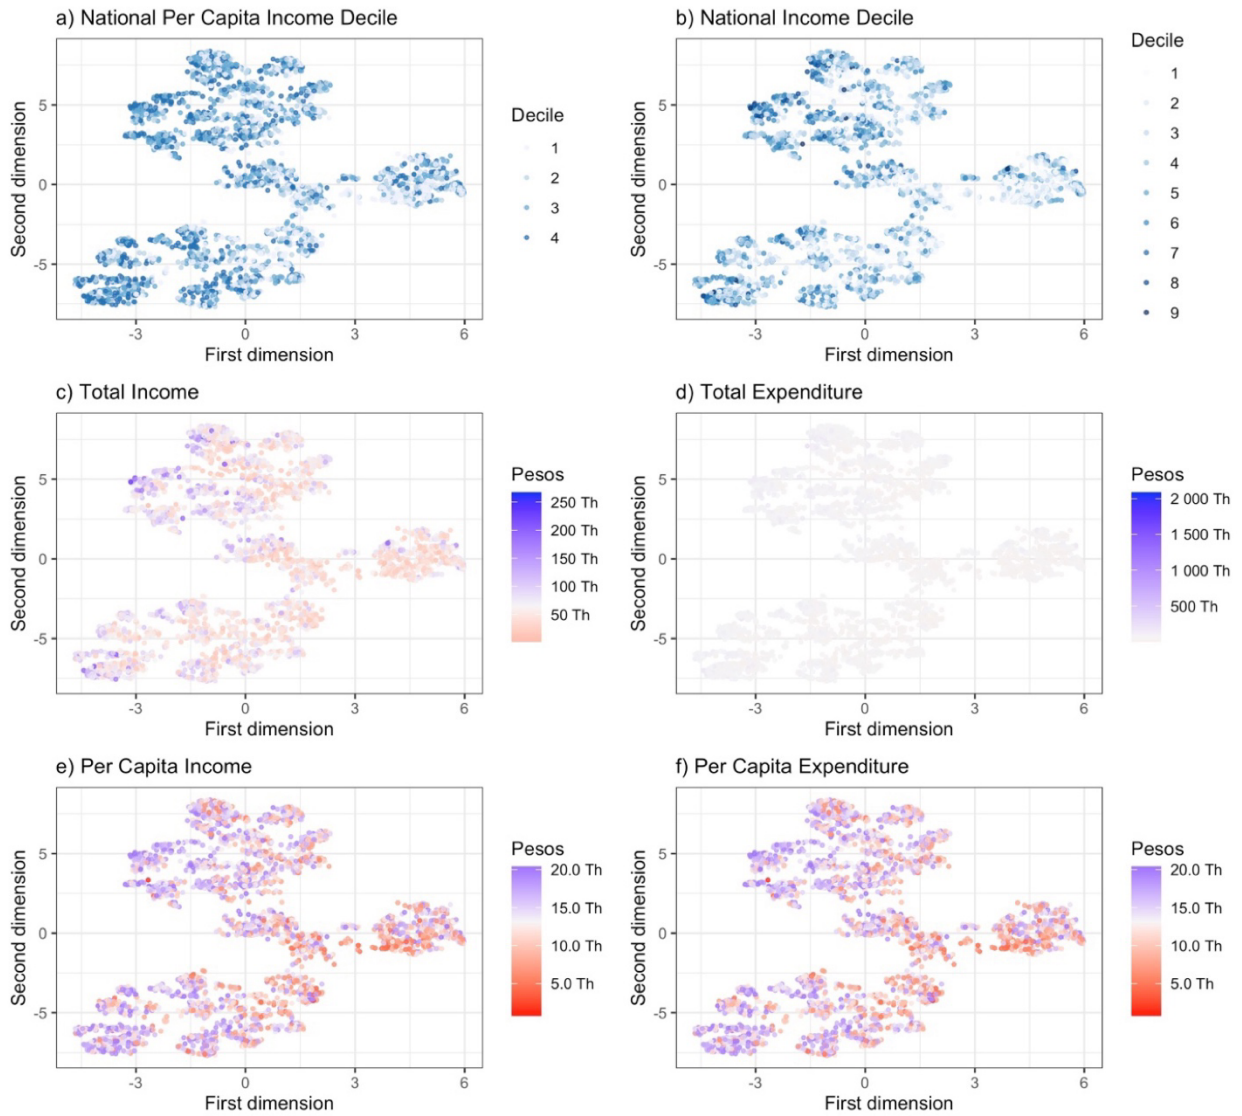 a) National Per Capita Income Decile
Second dimension
5
0
-5
-3
0
3
6
First dimension
Decile
1
2
3
4
b) National Income Decile
Second dimension
5
0
-5
-3
0
3
6
First dimension
Decile
1
2
3
4
5
6
7
8
9
c) Total Income
Second dimension
5
0
-5
-3
0
3
6
First dimension
Pesos
250 Th
200 Th
150 Th
100 Th
50 Th
d) Total Expenditure
Second dimension
5
0
-5
-3
0
3
6
First dimension
Pesos
2 000 Th
1 500 Th
1 000 Th
500 Th
e) Per Capita Income
Second dimension
5
0
-5
-3
0
3
6
First dimension
Pesos
20.0 Th
15.0 Th
10.0 Th
5.0 Th
f) Per Capita Expenditure
Second dimension
5
0
-5
-3
0
3
6
First dimension
Pesos
20.0 Th
15.0 Th
10.0 Th
5.0 Th